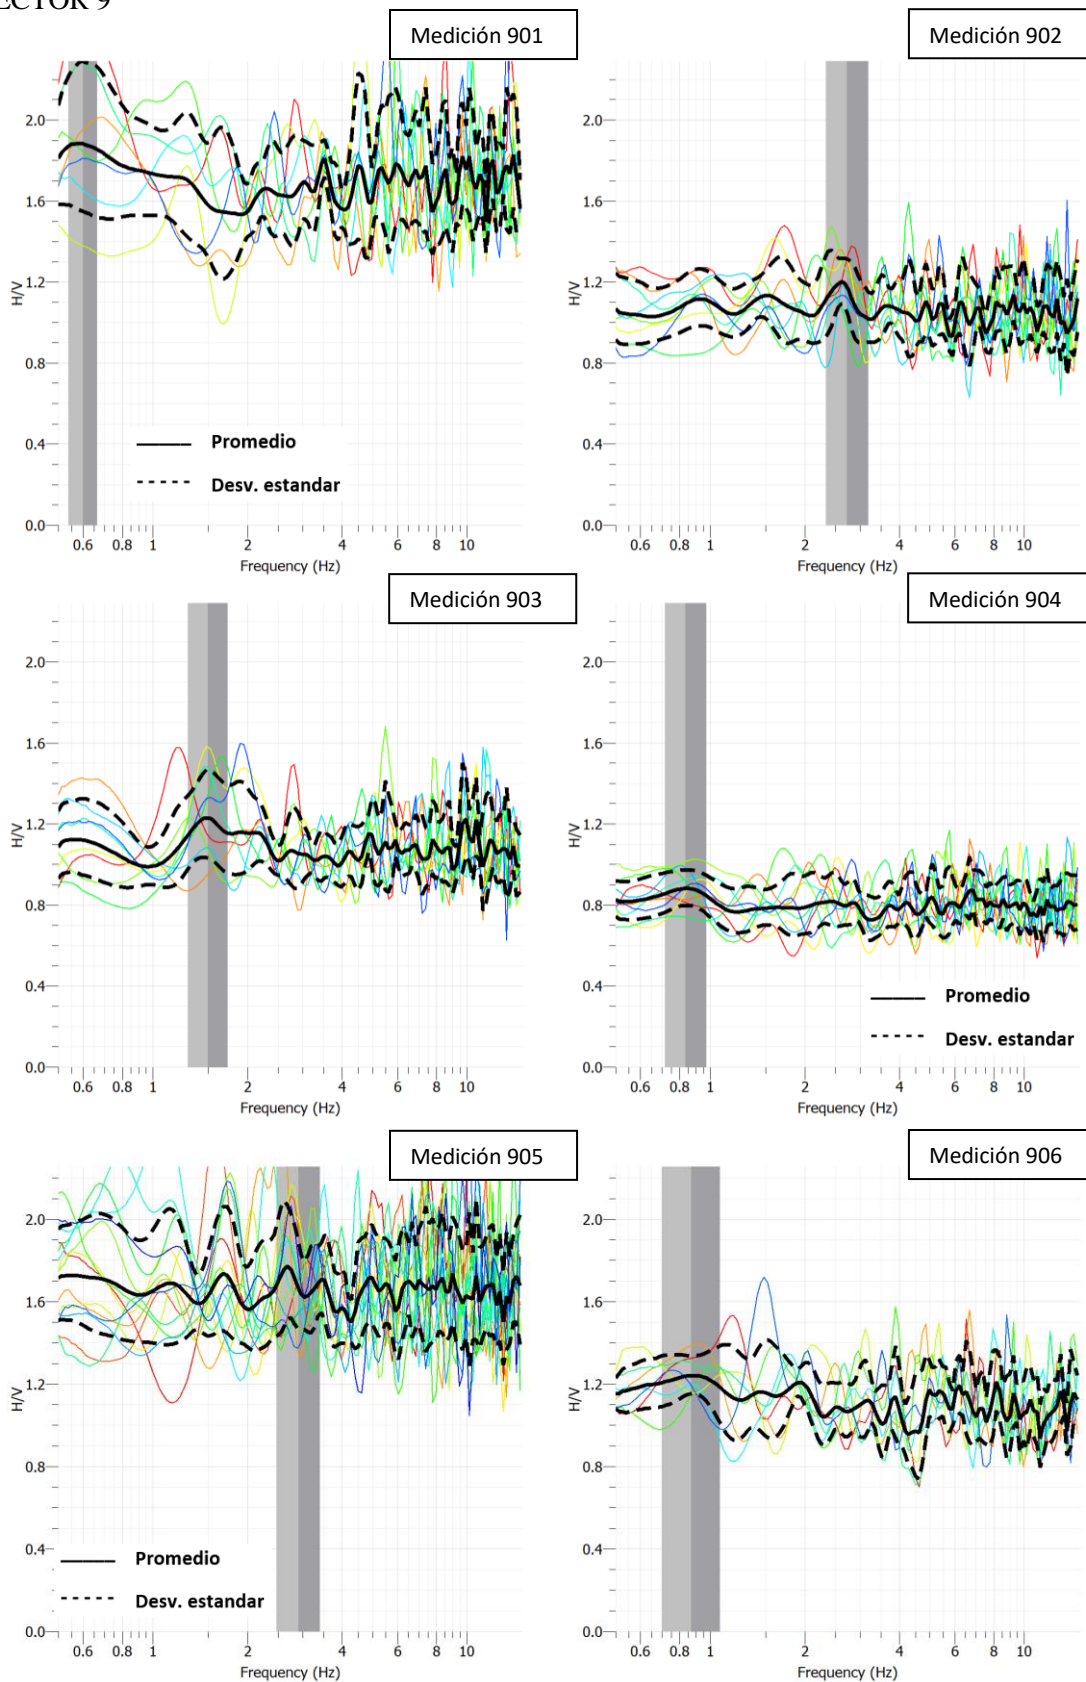 ECTOR 9
Medición 901
Medición 902
2.0
1.6
1.2
0.8
0.4
0.0
H/V
Promedio
Desv. estandar
0.6 0.8 1 2 4 6 8 10
Frequency (Hz)
2.0
1.6
1.2
0.8
0.4
0.0
H/V
0.6 0.8 1 2 4 6 8 10
Frequency (Hz)
Medición 903
Medición 904
2.0
1.6
1.2
0.8
0.4
0.0
H/V
0.6 0.8 1 2 4 6 8 10
Frequency (Hz)
2.0
1.6
1.2
0.8
0.4
0.0
H/V
Promedio
Desv. estandar
0.6 0.8 1 2 4 6 8 10
Frequency (Hz)
Medición 905
Medición 906
2.0
1.6
1.2
0.8
0.4
0.0
H/V
Promedio
Desv. estandar
0.6 0.8 1 2 4 6 8 10
Frequency (Hz)
2.0
1.6
1.2
0.8
0.4
0.0
H/V
0.6 0.8 1 2 4 6 8 10
Frequency (Hz)